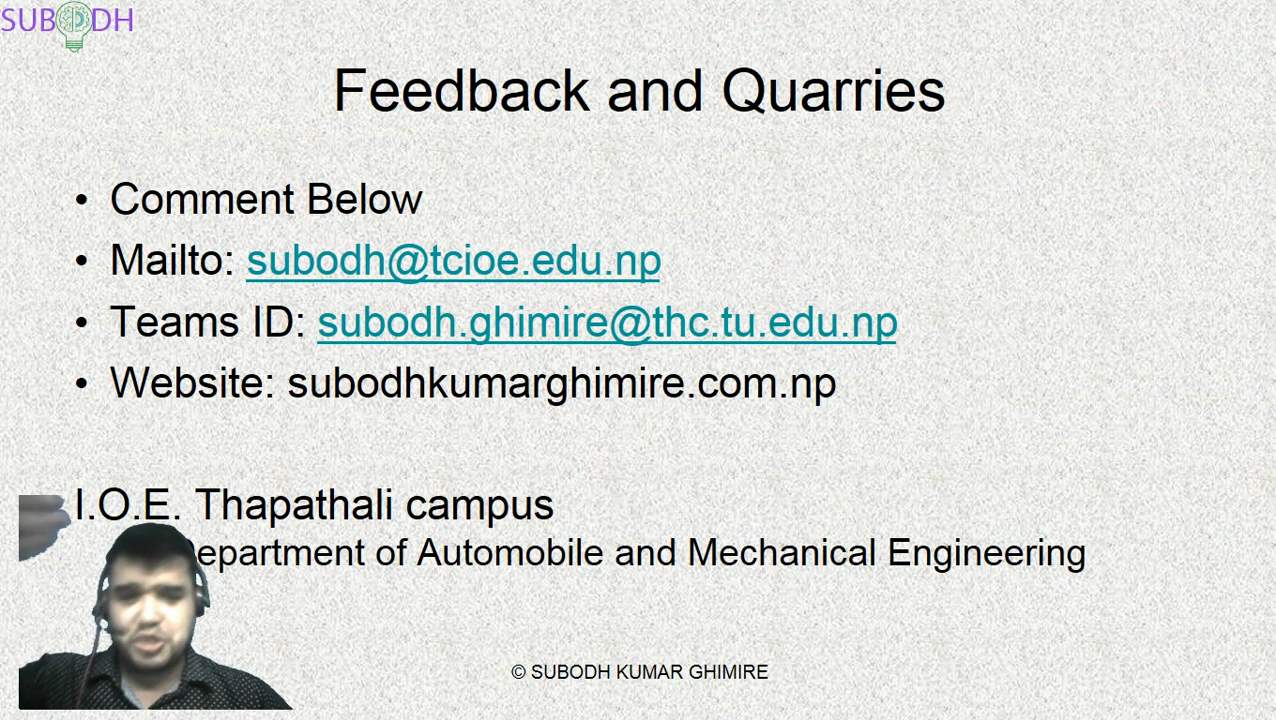 SUBODH
Feedback and Quarries
• Comment Below
• Mailto: subodh@tcioe.edu.np
• Teams ID: subodh.ghimire@thc.tu.edu.np
• Website: subodhkumarghimire.com.np
I.O.E. Thapathali campus
Department of Automobile and Mechanical Engineering
© SUBODH KUMAR GHIMIRE